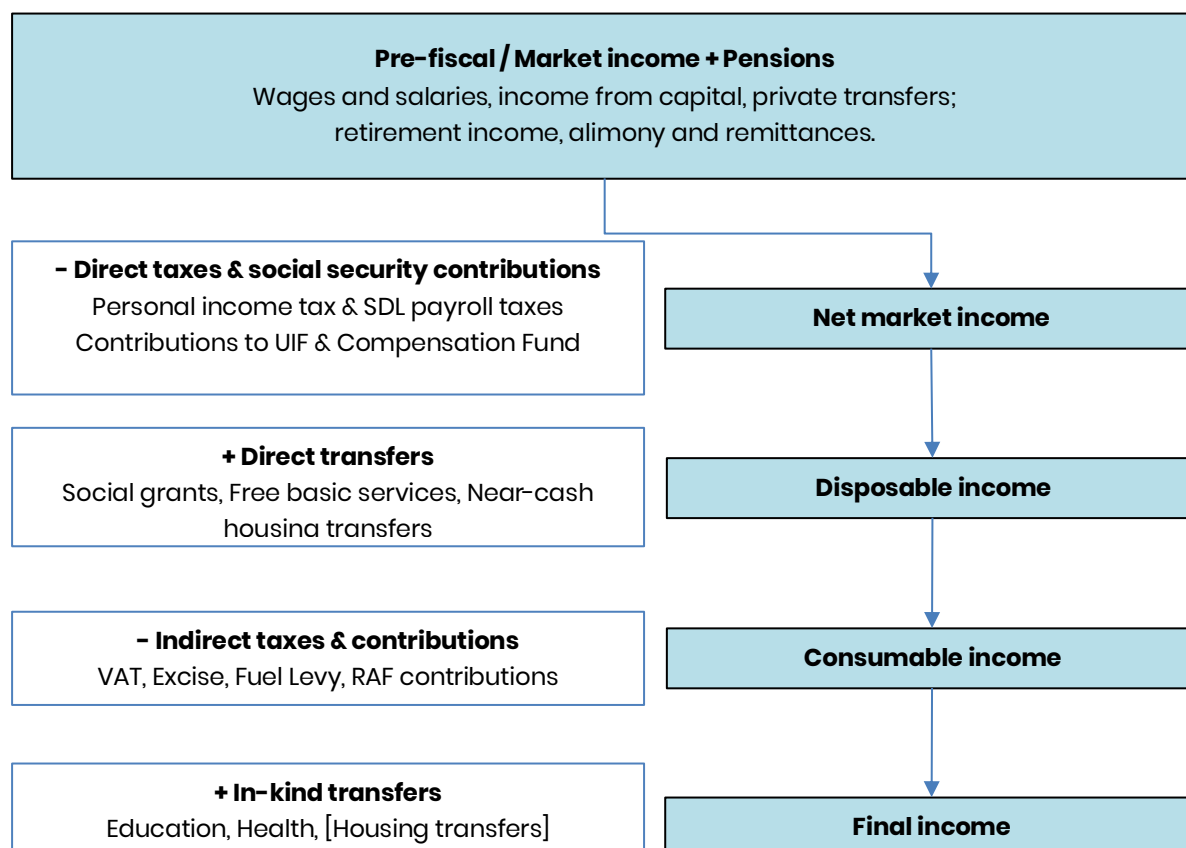 Pre-fiscal / Market income + Pensions
Wages and salaries, income from capital, private transfers;
retirement income, alimony and remittances.
- Direct taxes & social security contributions
Personal income tax & SDL payroll taxes
Contributions to UIF & Compensation Fund
Net market income
+ Direct transfers
Social grants, Free basic services, Near-cash
housina transfers
Disposable income
- Indirect taxes & contributions
VAT, Excise, Fuel Levy, RAF contributions
Consumable income
+ In-kind transfers
Education, Health, [Housing transfers]
Final income